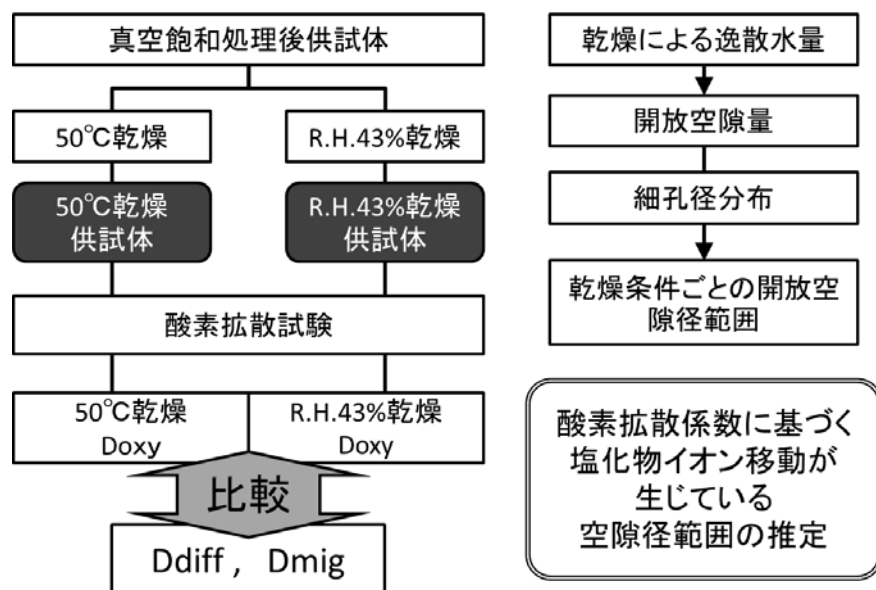 真空飽和処理後供試体
50℃乾燥
R.H.43%乾燥
50℃乾燥
供試体
R.H.43%乾燥
供試体
酸素拡散試験
50℃乾燥
Doxy
R.H.43%乾燥
Doxy
比較
Ddiff , Dmig
乾燥による逸散水量
開放空隙量
細孔径分布
乾燥条件ごとの開放空
隙径範囲
酸素拡散係数に基づく
塩化物イオン移動が
生じている
空隙径範囲の推定